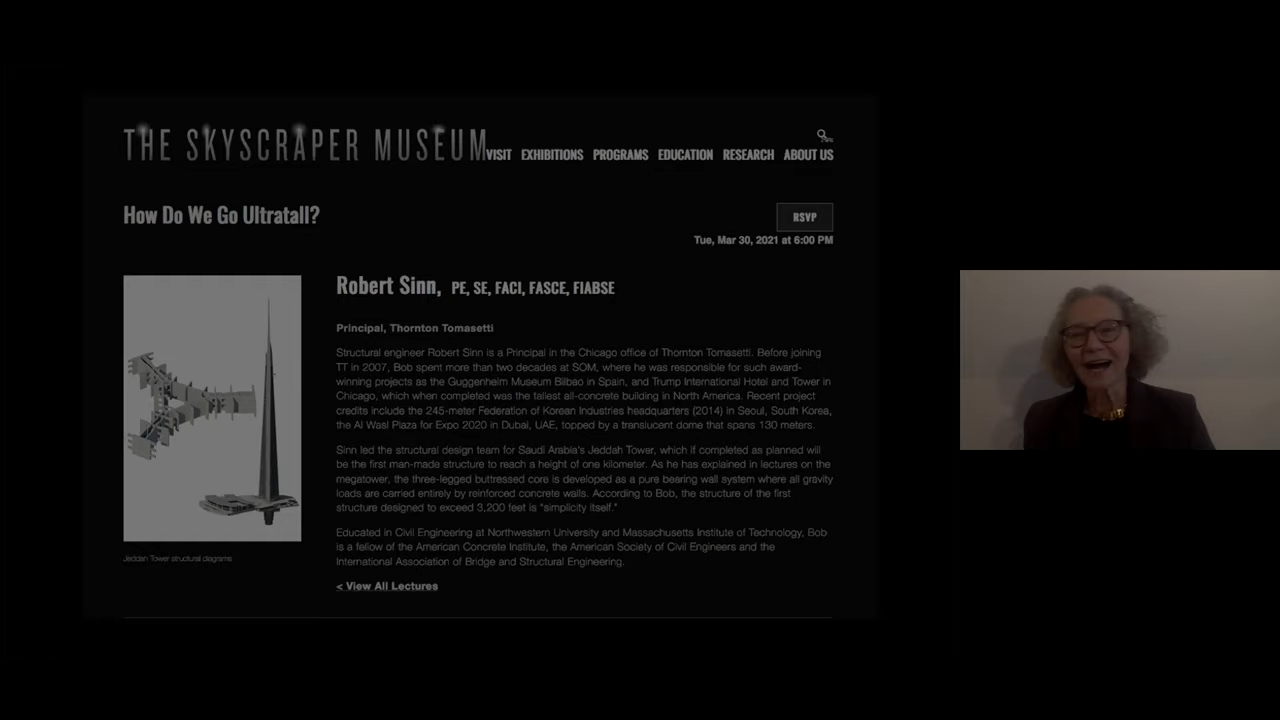 THE SKYSCRAPER MUSEUM
VISIT EXHIBITIONS PROGRAMS EDUCATION RESEARCH ABOUT US
How Do We Go Ultratall?
RSVP
Tue, Mar 30, 2021 at 6:00 PM
Robert Sinn, PE, SE, FACI, FASCE, FIABSE
Principal, Thornton Tomasetti
Structural engineer Robert Sinn is a Principal in the Chicago office of Thornton Tomasetti. Before joining
TT in 2007, Bob spent more than two decades at SOM, where he was responsible for such award-
winning projects as the Guggenheim Museum Bilbao in Spain, and Trump International Hotel and Tower in
Chicago, which when completed was the tallest all-concrete building in North America. Recent project
credits include the 245-meter Federation of Korean Industries headquarters (2014) in Seoul, South Korea,
the Al Wasl Plaza for Expo 2020 in Dubai, UAE, topped by a translucent dome that spans 130 meters.
Sinn led the structural design team for Saudi Arabia's Jeddah Tower, which if completed as planned will
be the first man-made structure to reach a height of one kilometer. As he has explained in lectures on the
megatower, the three-legged buttressed core is developed as a pure bearing wall system where all gravity
loads are carried entirely by reinforced concrete walls. According to Bob, the structure of the first
structure designed to exceed 3,200 feet is "simplicity itself."
Educated in Civil Engineering at Northwestern University and Massachusetts Institute of Technology, Bob
is a fellow of the American Concrete Institute, the American Society of Civil Engineers and the
International Association of Bridge and Structural Engineering.
Jeddah Tower structural diagrams
< View All Lectures